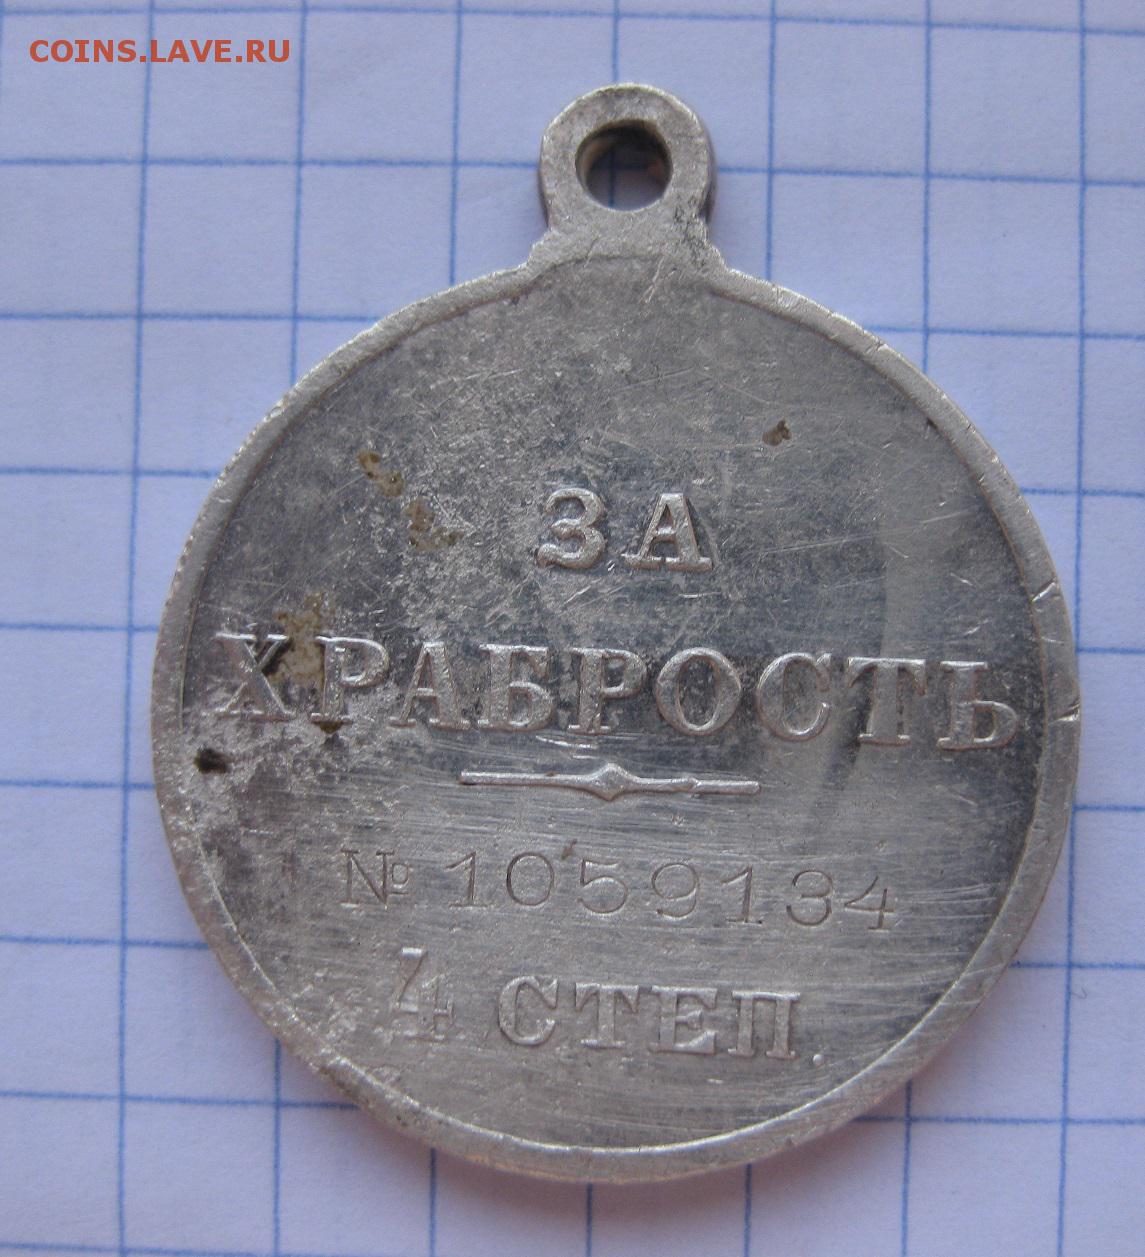 COINS.LAVE.RU
ЗА
ХРАБРОСТЬ
№ 1059134
4 СТЕП.